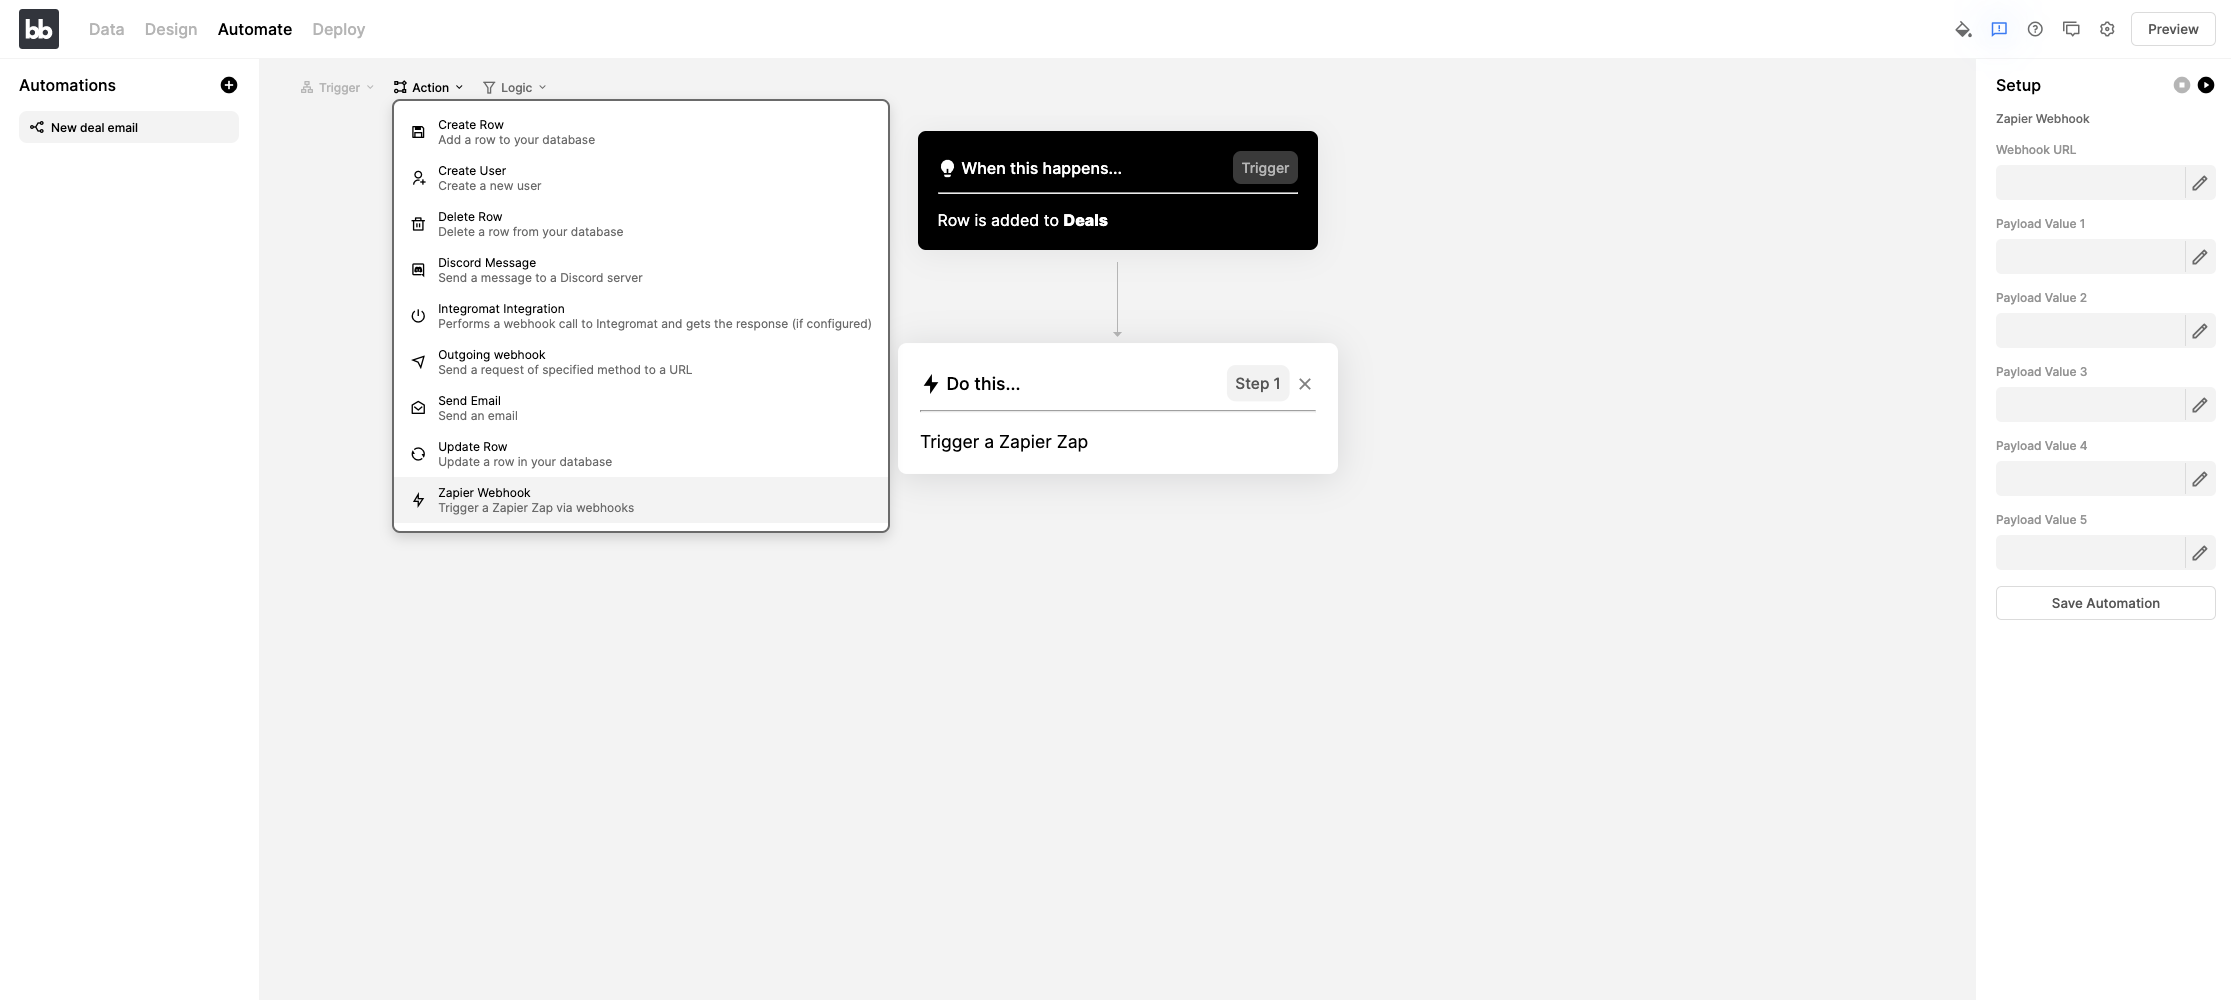 bb
Data Design Automate Deploy
Preview
Automations
New deal email
Trigger Action Logic
Create Row
Add a row to your database
Create User
Create a new user
Delete Row
Delete a row from your database
Discord Message
Send a message to a Discord server
Integromat Integration
Performs a webhook call to Integromat and gets the response (if configured)
Outgoing webhook
Send a request of specified method to a URL
Send Email
Send an email
Update Row
Update a row in your database
Zapier Webhook
Trigger a Zapier Zap via webhooks
When this happens... Trigger
Row is added to Deals
Do this... Step 1
Trigger a Zapier Zap
Setup
Zapier Webhook
Webhook URL
Payload Value 1
Payload Value 2
Payload Value 3
Payload Value 4
Payload Value 5
Save Automation